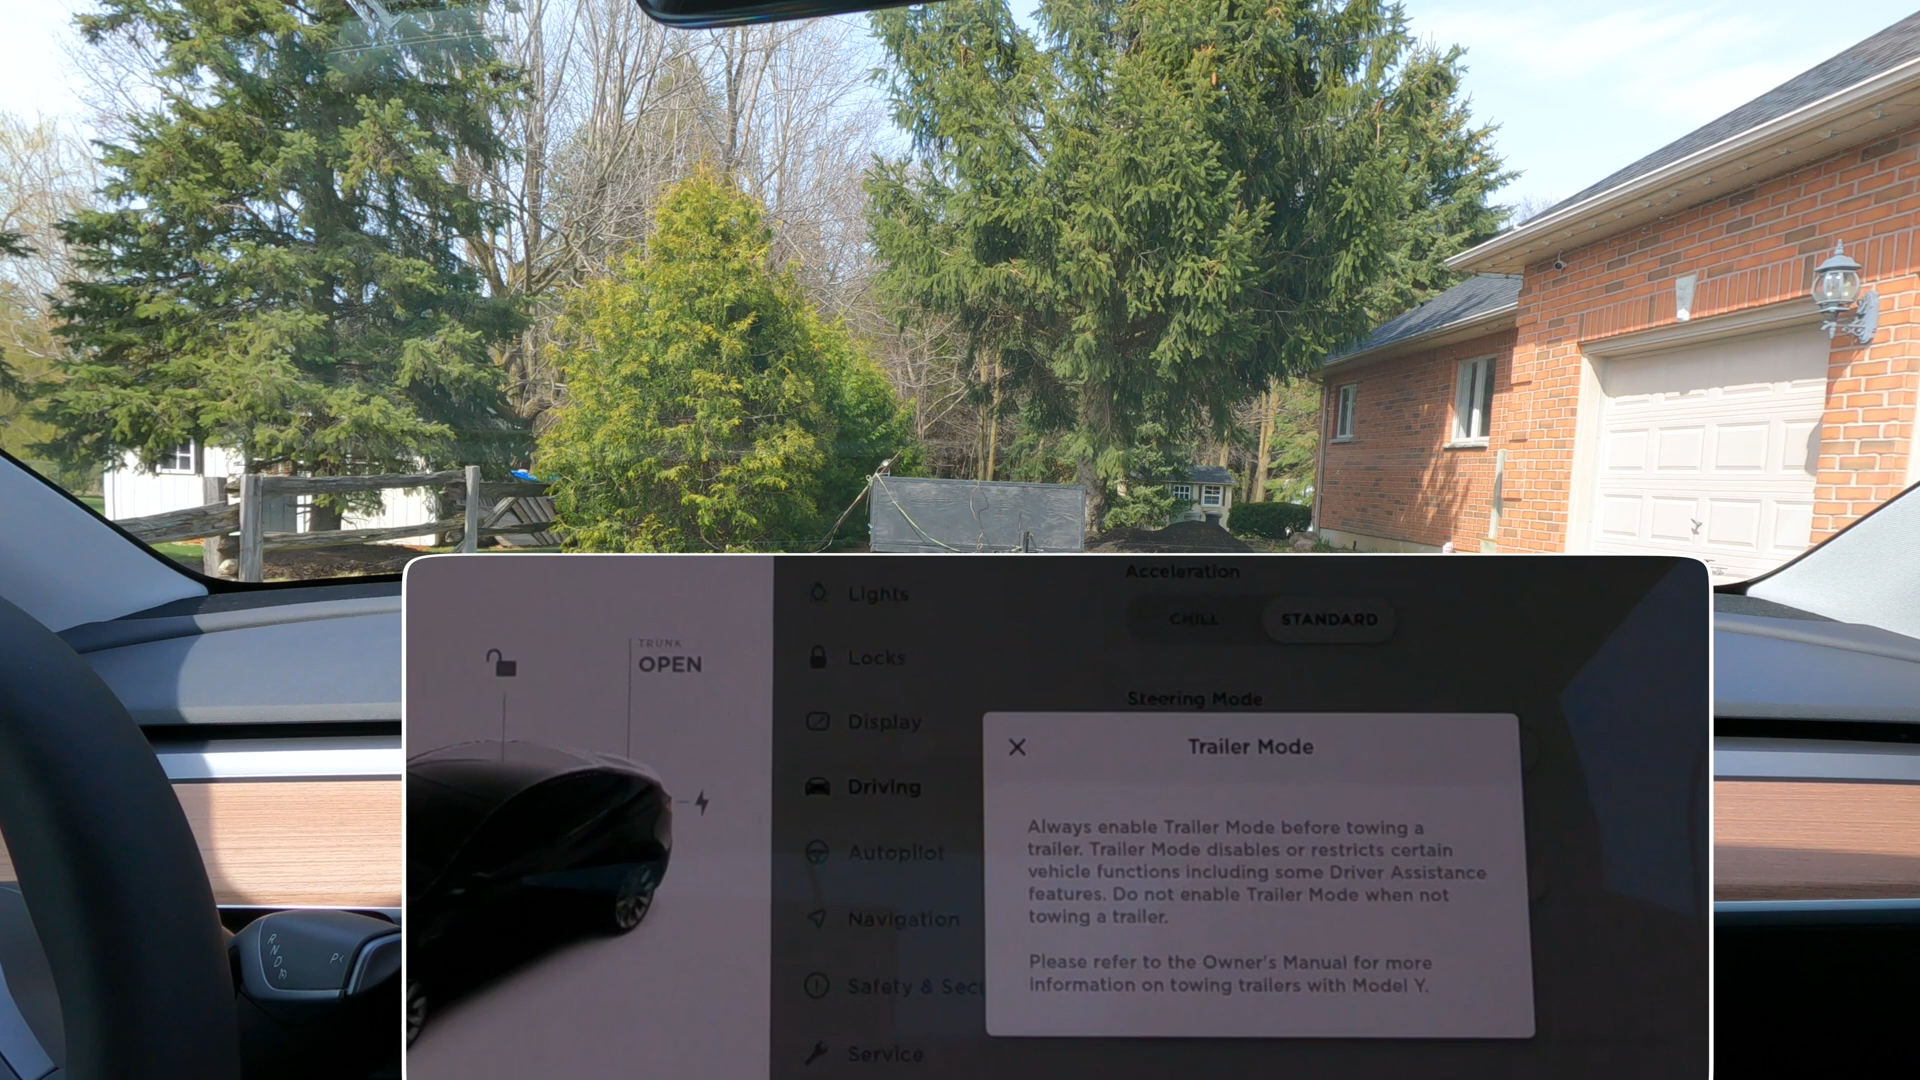 TRUNK
OPEN
Lights
Locks
Display
Driving
Autopilot
Navigation
Safety &
Service
Acceleration
CHILL
STANDARD
Steering Mode
Trailer Mode
Always enable Trailer Mode before towing a
trailer. Trailer Mode disables or restricts certain
vehicle functions including some Driver Assistance
features. Do not enable Trailer Mode when not
towing a trailer.
Please refer to the Owner's Manual for more
information on towing trailers with Model Y.
R
N
D
P